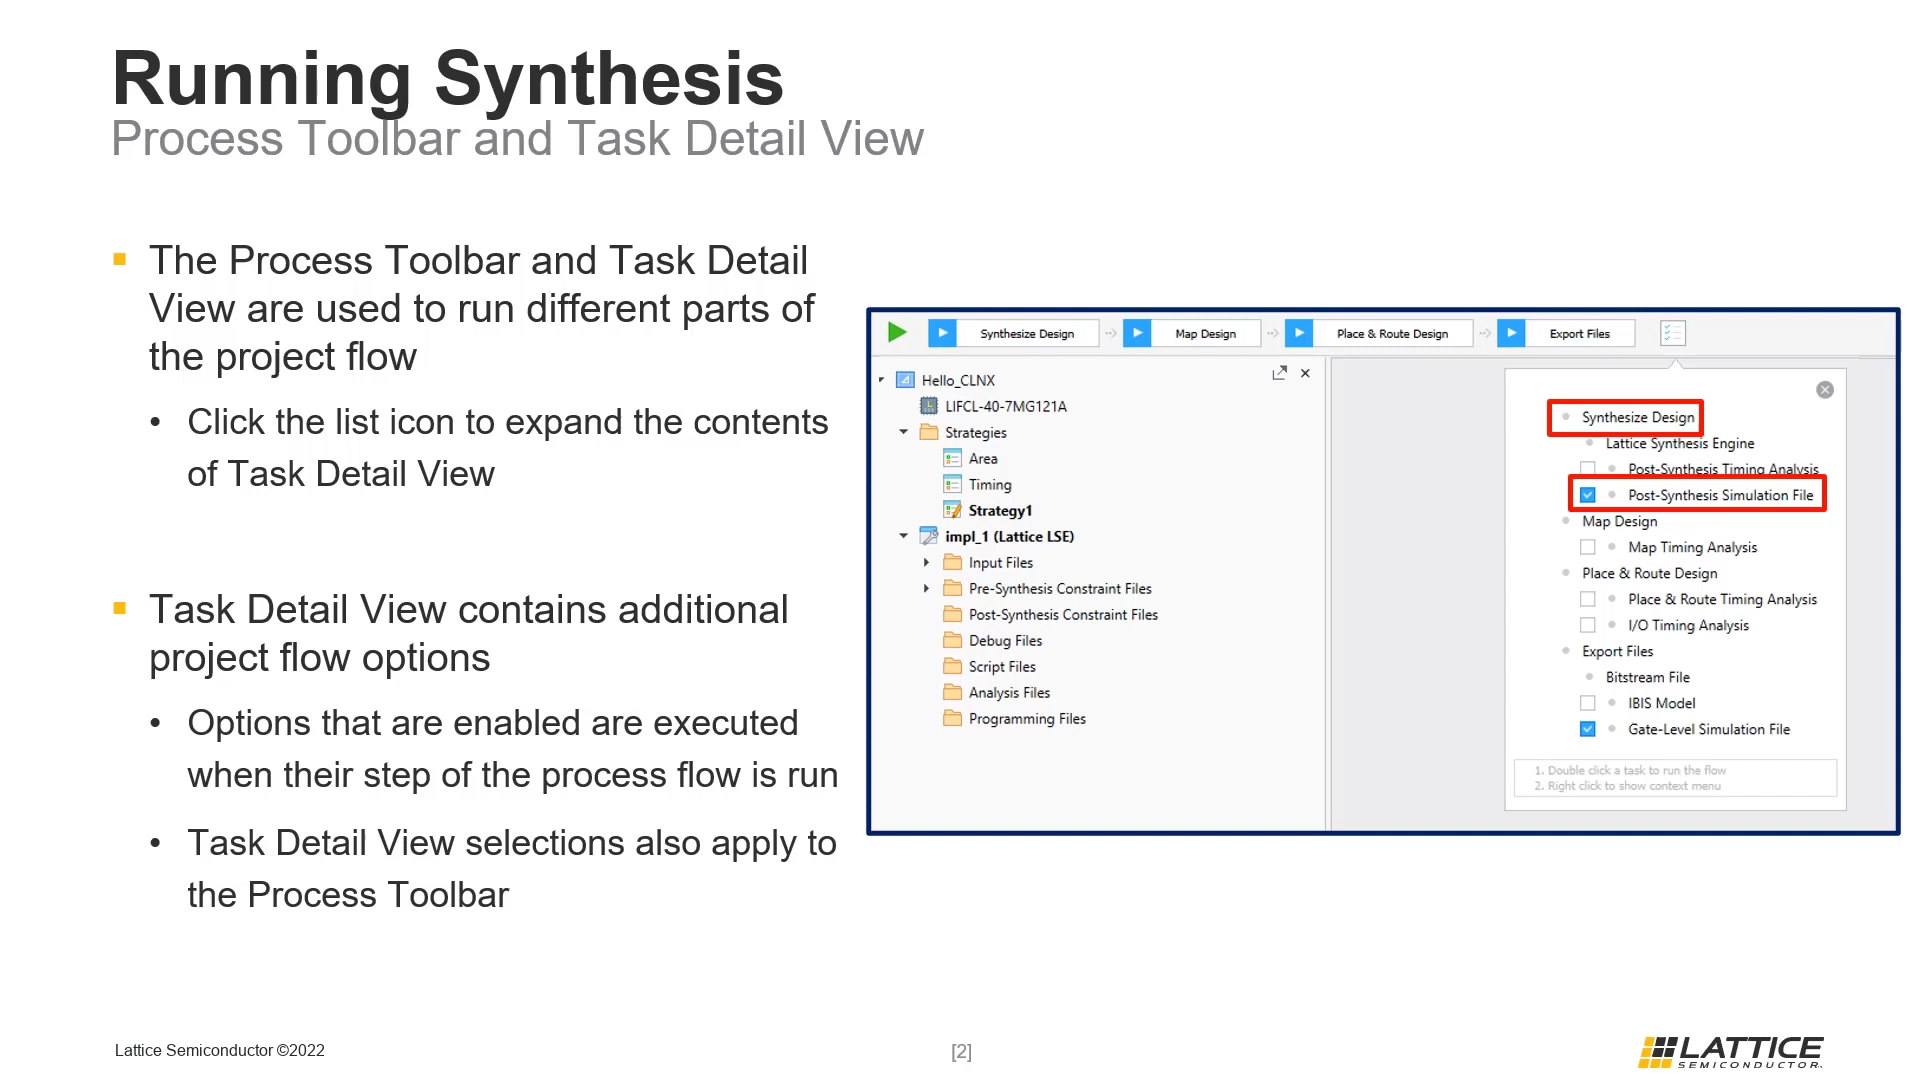 Running Synthesis
Process Toolbar and Task Detail View
The Process Toolbar and Task Detail
View are used to run different parts of
the project flow
Click the list icon to expand the contents
of Task Detail View
Task Detail View contains additional
project flow options
Options that are enabled are executed
when their step of the process flow is run
Task Detail View selections also apply to
the Process Toolbar
Synthesize Design
Map Design
Place & Route Design
Export Files
Hello_CLNX
LIFCL-40-7MG121A
Strategies
Area
Timing
Strategy1
impl_1 (Lattice LSE)
Input Files
Pre-Synthesis Constraint Files
Post-Synthesis Constraint Files
Debug Files
Script Files
Analysis Files
Programming Files
Synthesize Design
Lattice Synthesis Engine
Post-Synthesis Timing Analysis
Post-Synthesis Simulation File
Map Design
Map Timing Analysis
Place & Route Design
Place & Route Timing Analysis
I/O Timing Analysis
Export Files
Bitstream File
IBIS Model
Gate-Level Simulation File
1. Double click a task to run the flow
2. Right click to show context menu
Lattice Semiconductor ©2022
[2]
LATTICE
SEMICONDUCTOR